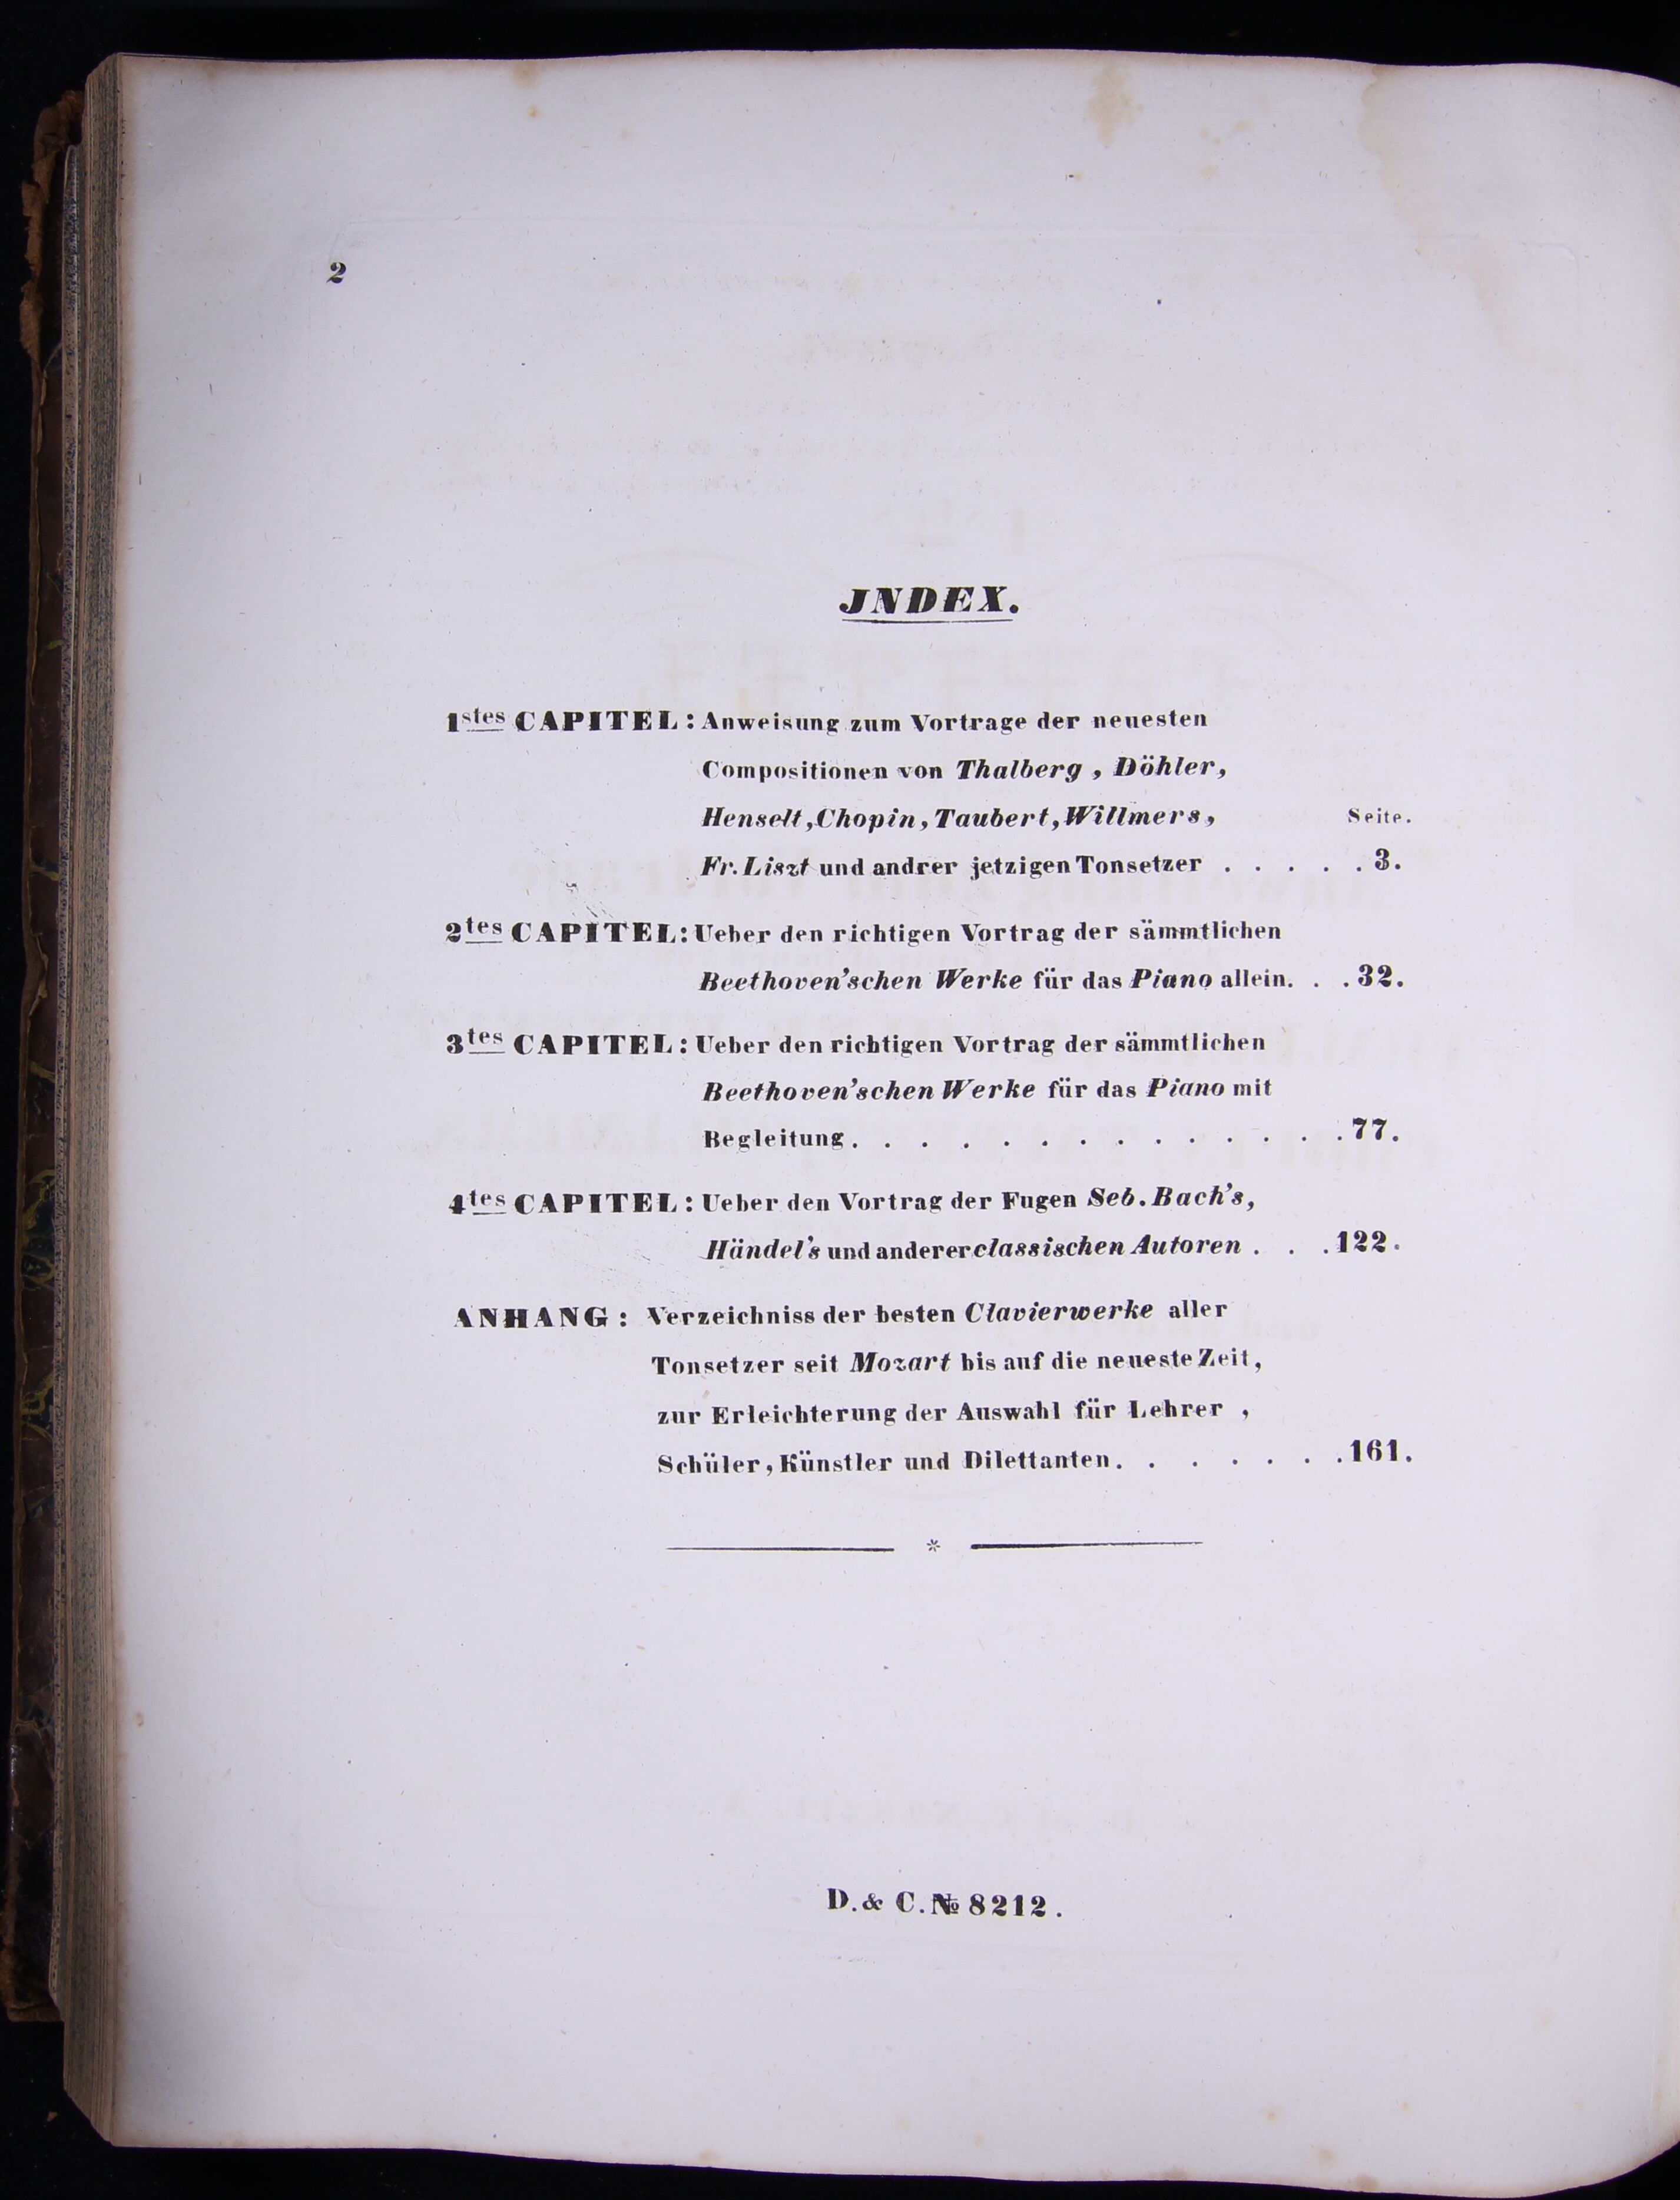 2
JNDEX.
1stes CAPITEL: Anweisung zum Vortrage der neuesten
Compositionen von Thalberg, Döhler,
Henselt, Chopin, Taubert, Willmers,
Seite.
Fr. Liszt und andrer jetzigen Tonsetzer . . . . . 3.
2tes CAPITEL: Ueber den richtigen Vortrag der sämmtlichen
Beethoven'schen Werke für das Piano allein. . . 32.
3tes CAPITEL: Ueber den richtigen Vortrag der sämmtlichen
Beethoven'schen Werke für das Piano mit
Begleitung. . . . . . . . . . . . . . 77.
4tes CAPITEL: Ueber den Vortrag der Fugen Seb. Bach's,
Händel's und anderer classischen Autoren . . . 122.
ANHANG: Verzeichniss der besten Clavierwerke aller
Tonsetzer seit Mozart bis auf die neueste Zeit,
zur Erleichterung der Auswahl für Lehrer ,
Schüler, Künstler und Dilettanten. . . . . . . 161.
*
D. & C. № 8212.